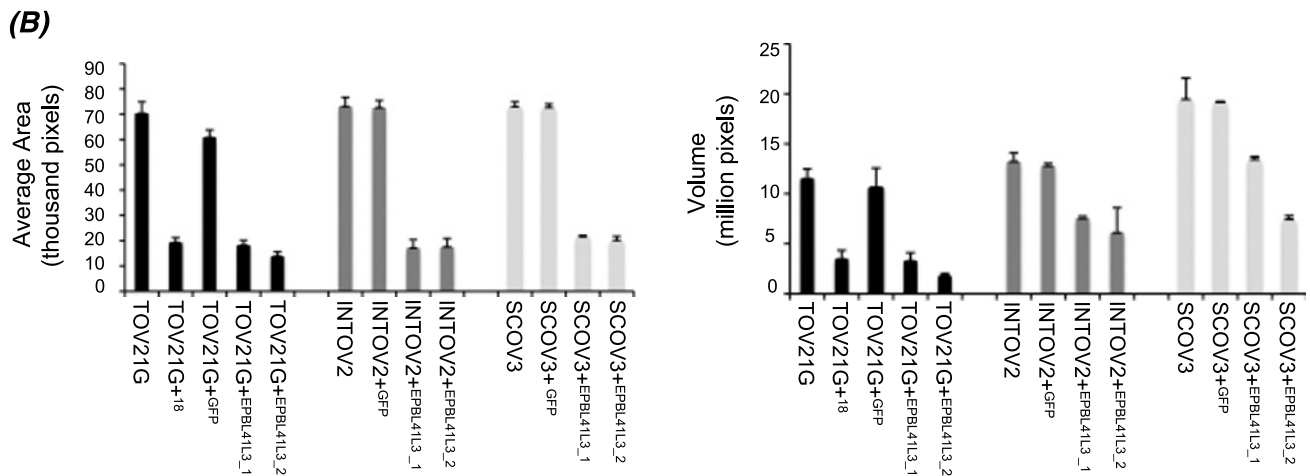 (B)
Average Area
(thousand pixels)
90
80
70
60
50
40
30
20
10
0
TOV21G
TOV21G+18
TOV21G+GFP
TOV21G+EPBL41L3_1
TOV21G+EPBL41L3_2
INTOV2
INTOV2+GFP
INTOV2+EPBL41L3_1
INTOV2+EPBL41L3_2
SCOV3
SCOV3+GFP
SCOV3+EPBL41L3_1
SCOV3+EPBL41L3_2
Volume
(million pixels)
25
20
15
10
5
0
TOV21G
TOV21G+18
TOV21G+GFP
TOV21G+EPBL41L3_1
TOV21G+EPBL41L3_2
INTOV2
INTOV2+GFP
INTOV2+EPBL41L3_1
INTOV2+EPBL41L3_2
SCOV3
SCOV3+GFP
SCOV3+EPBL41L3_1
SCOV3+EPBL41L3_2